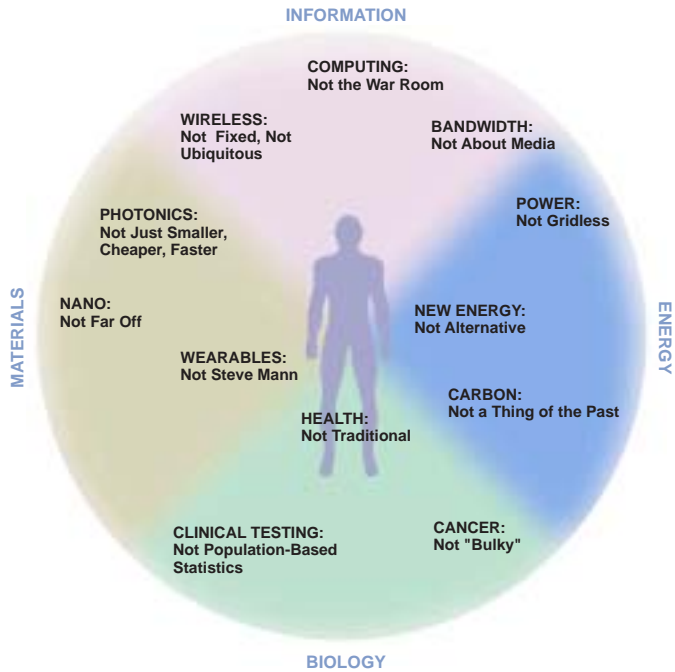 INFORMATION
COMPUTING:
Not the War Room
WIRELESS:
Not Fixed, Not
Ubiquitous
BANDWIDTH:
Not About Media
PHOTONICS:
Not Just Smaller,
Cheaper, Faster
POWER:
Not Gridless
MATERIALS
NANO:
Not Far Off
NEW ENERGY:
Not Alternative
ENERGY
WEARABLES:
Not Steve Mann
CARBON:
Not a Thing of the Past
HEALTH:
Not Traditional
CLINICAL TESTING:
Not Population-Based
Statistics
CANCER:
Not "Bulky"
BIOLOGY